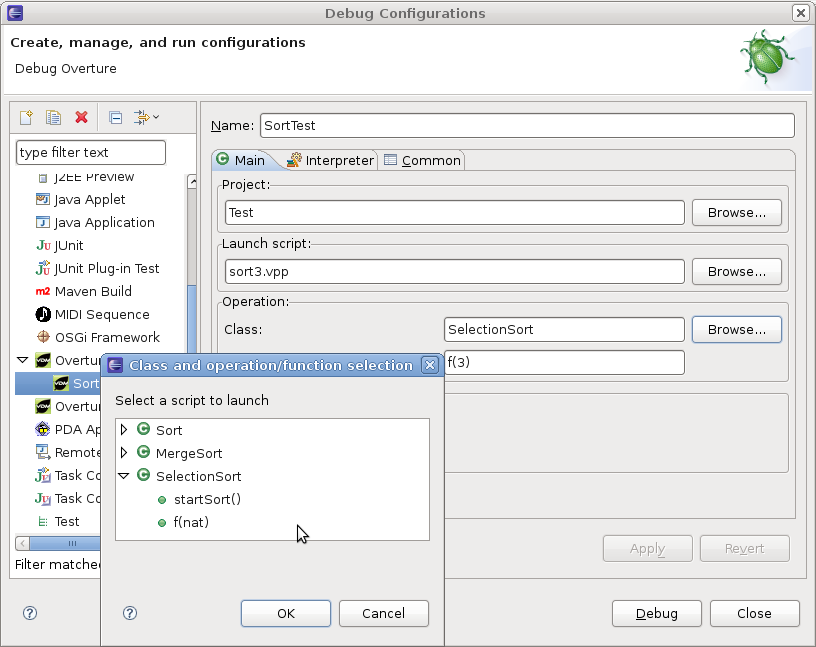 Debug Configurations
Create, manage, and run configurations
Debug Overture
Name: SortTest
type filter text
Main Interpreter Common
J2EE Preview
Java Applet
Java Application
JUnit
JUnit Plug-in Test
Maven Build
MIDI Sequence
OSGi Framework
Overtu
Sort
Overtu
PDA Ap
Remote
Task Co
Task Co
Test
Filter matche
Project:
Test Browse...
Launch script:
sort3.vpp Browse...
Operation:
Class: SelectionSort Browse...
f(3)
Class and operation/function selection
Select a script to launch
Sort
MergeSort
SelectionSort
startSort()
f(nat)
OK Cancel
Apply Revert
Debug Close